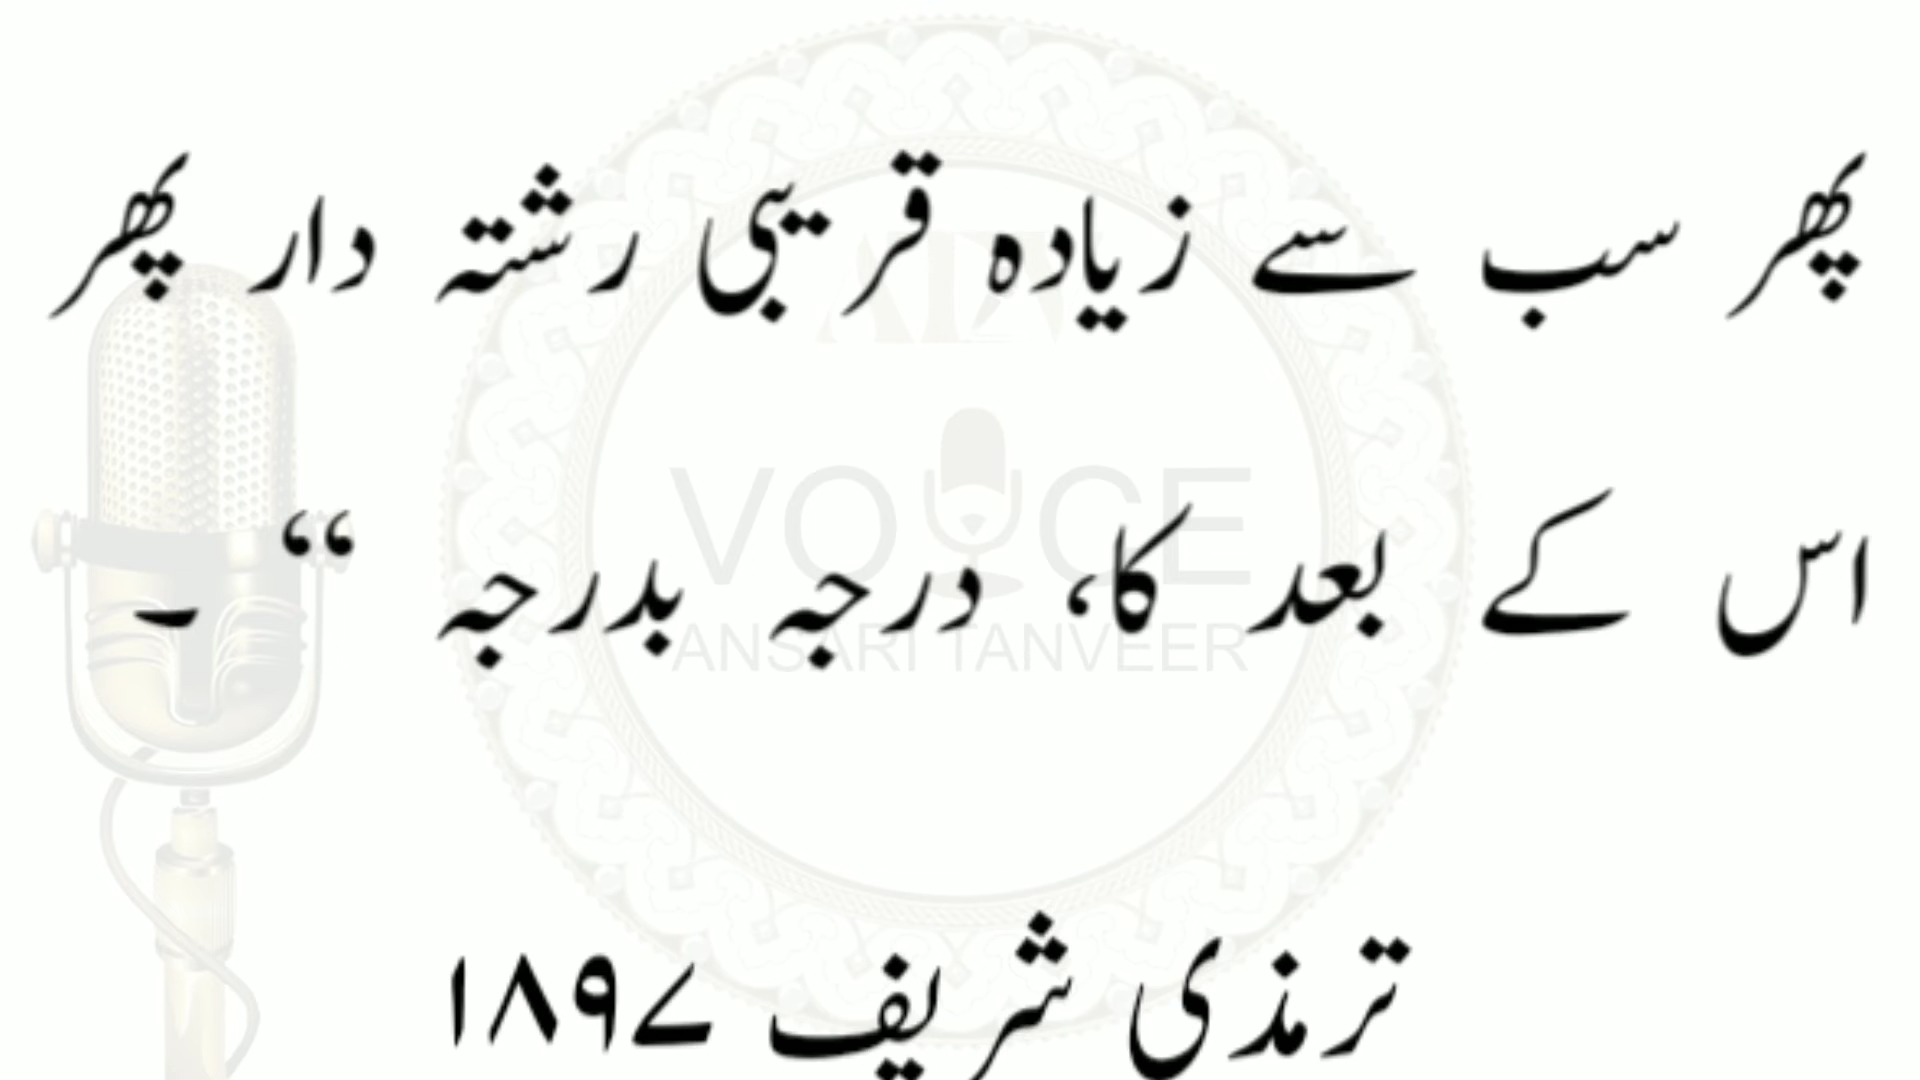 پھر سب سے زیادہ قریبی رشتہ دار پھر
اس کے بعد کا، درجہ بدرجہ “ ۔
ترمذی شریف ۱۸۹۷
VOICE
ANSARI TANVEER